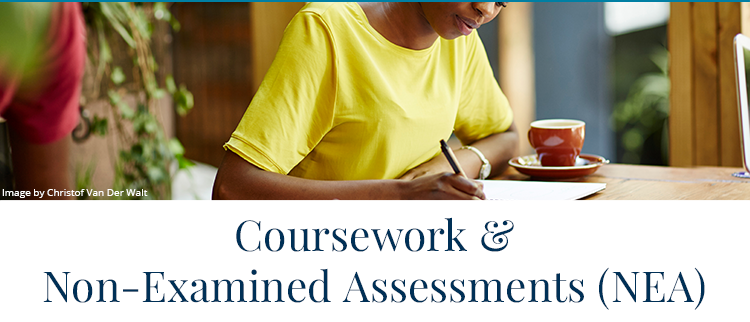 Image by Christof Van Der Walt
Coursework &
Non-Examined Assessments (NEA)